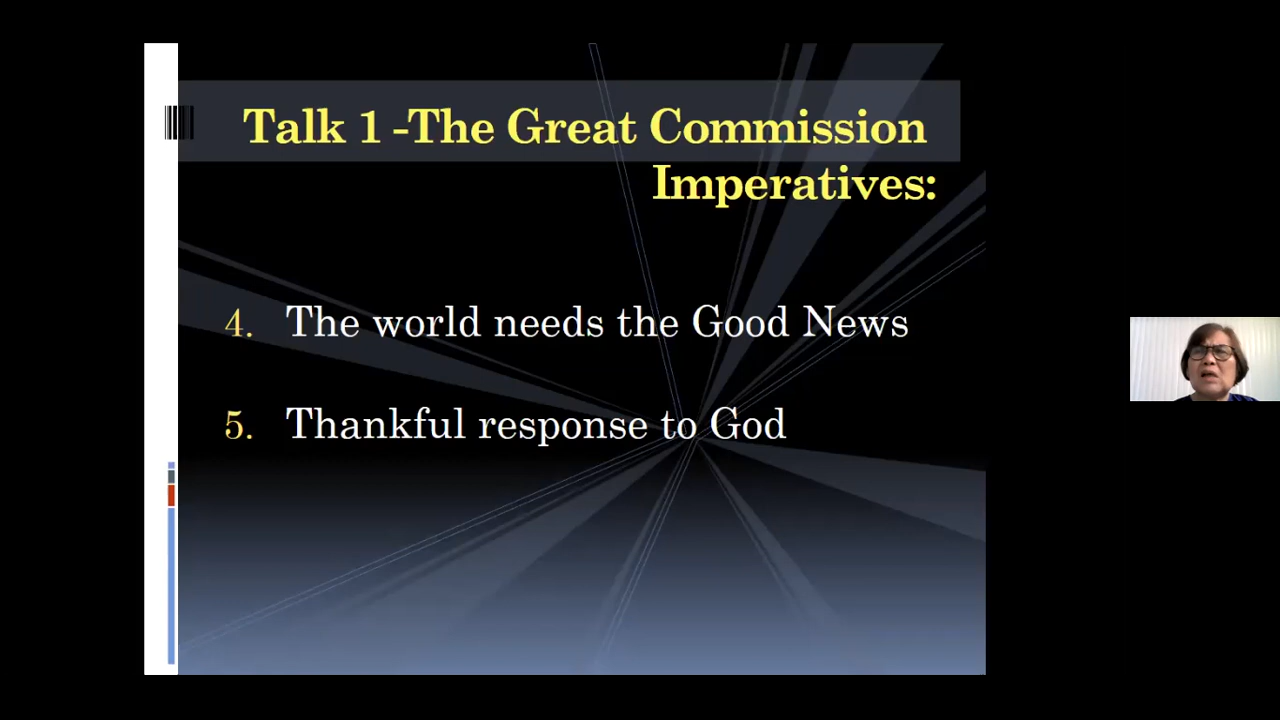 Talk 1 -The Great Commission
Imperatives:
4. The world needs the Good News
5. Thankful response to God